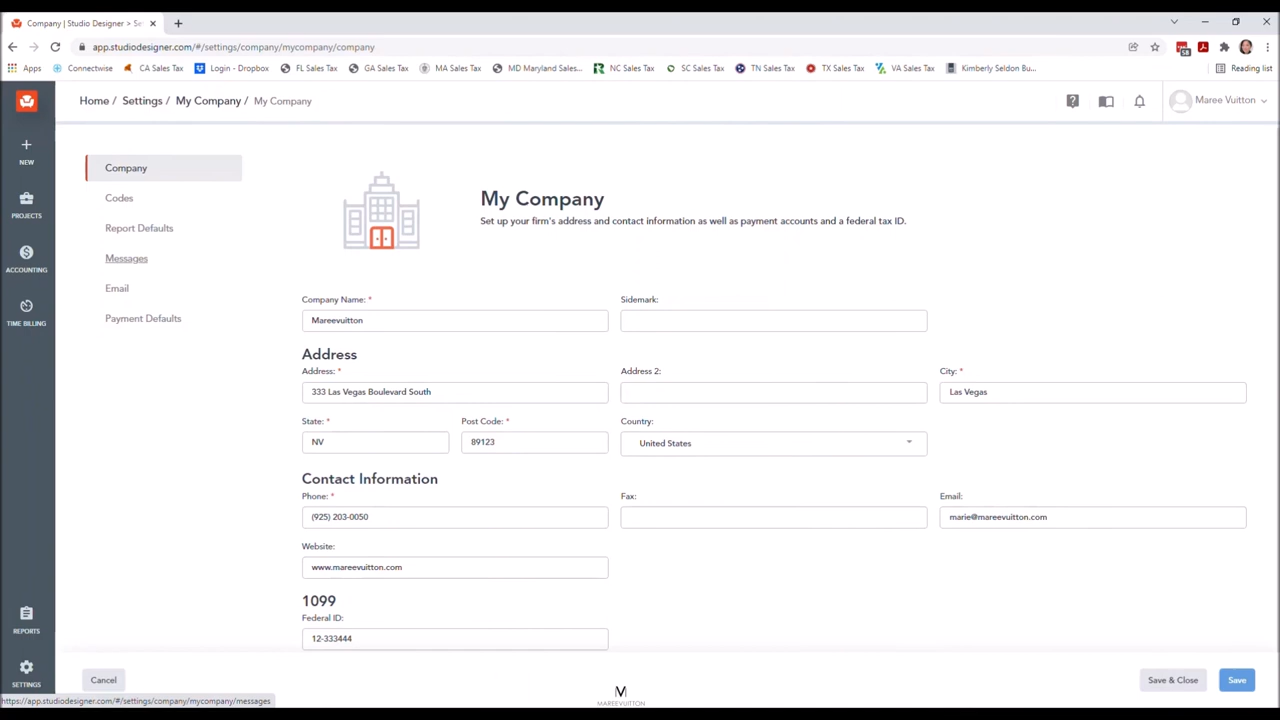 Company | Studio Designer > Se
app.studiodesigner.com/#/settings/company/mycompany/company
58
Apps Connectwise CA Sales Tax Login - Dropbox FL Sales Tax GA Sales Tax MA Sales Tax MD Maryland Sales... NC Sales Tax SC Sales Tax TN Sales Tax TX Sales Tax VA Sales Tax Kimberly Seldon Bu... Reading list
Home / Settings / My Company / My Company
Maree Vuitton
NEW
PROJECTS
ACCOUNTING
TIME BILLING
REPORTS
SETTINGS
Company
Codes
Report Defaults
Messages
Email
Payment Defaults
My Company
Set up your firm's address and contact information as well as payment accounts and a federal tax ID.
Company Name: * Sidemark:
Mareevuitton
Address
Address: * Address 2: City: *
333 Las Vegas Boulevard South Las Vegas
State: * Post Code: * Country:
NV 89123 United States
Contact Information
Phone: * Fax: Email:
(925) 203-0050 marie@mareevuitton.com
Website:
www.mareevuitton.com
1099
Federal ID:
12-333444
Cancel Save & Close Save
M
MAREEVUITTON
https://app.studiodesigner.com/#/settings/company/mycompany/messages